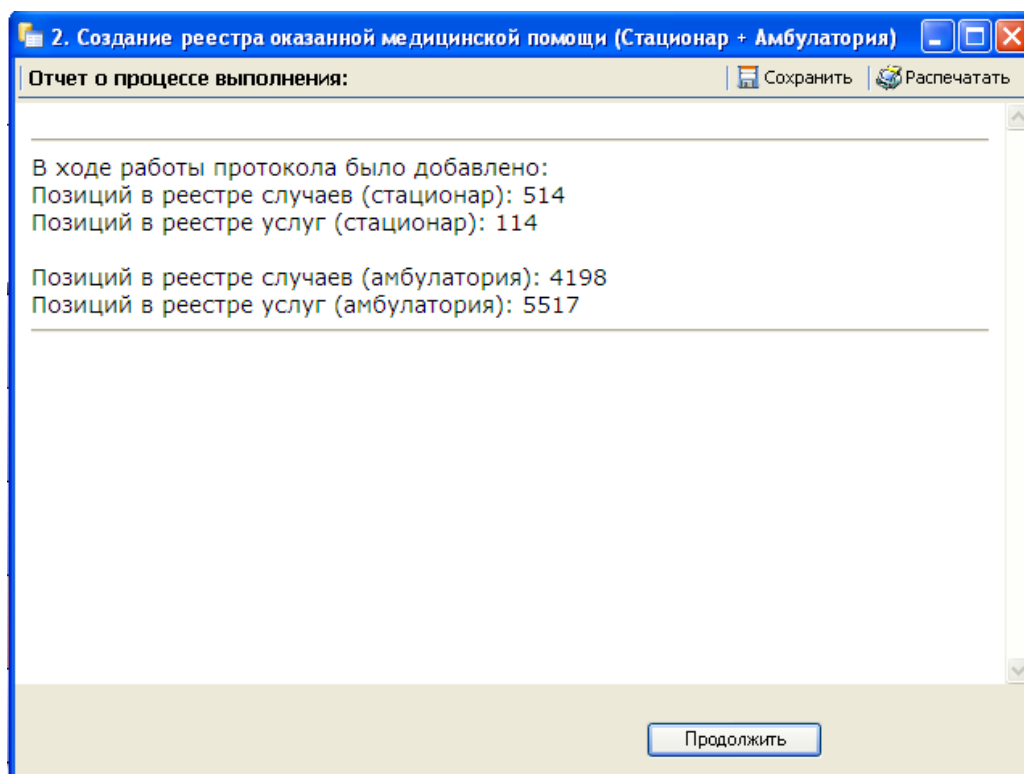 2. Создание реестра оказанной медицинской помощи (Стационар + Амбулатория)
Отчет о процессе выполнения: Сохранить Распечатать
В ходе работы протокола было добавлено:
Позиций в реестре случаев (стационар): 514
Позиций в реестре услуг (стационар): 114
Позиций в реестре случаев (амбулатория): 4198
Позиций в реестре услуг (амбулатория): 5517
Продолжить